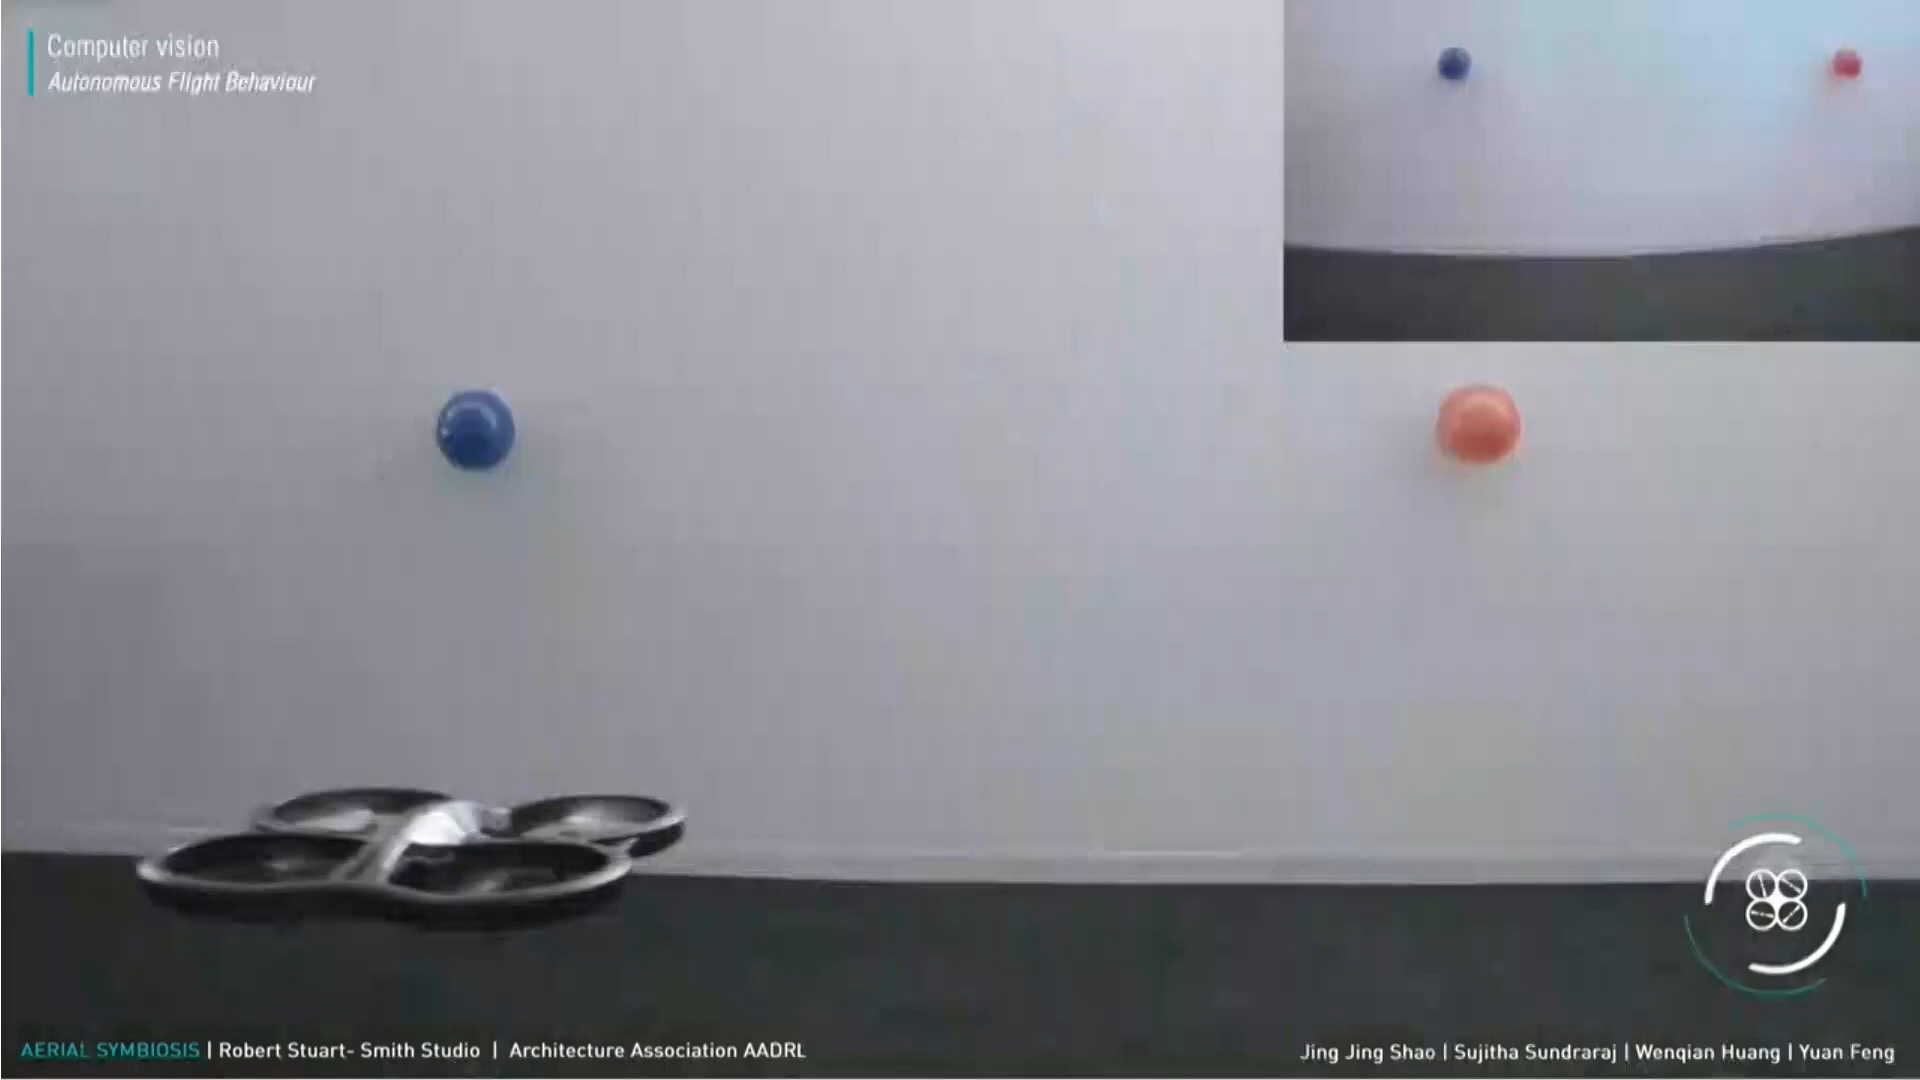 Computer vision
Autonomous Flight Behaviour
AERIAL SYMBIOSIS | Robert Stuart- Smith Studio | Architecture Association AADRL
Jing Jing Shao | Sujitha Sundraraj | Wenqian Huang | Yuan Feng